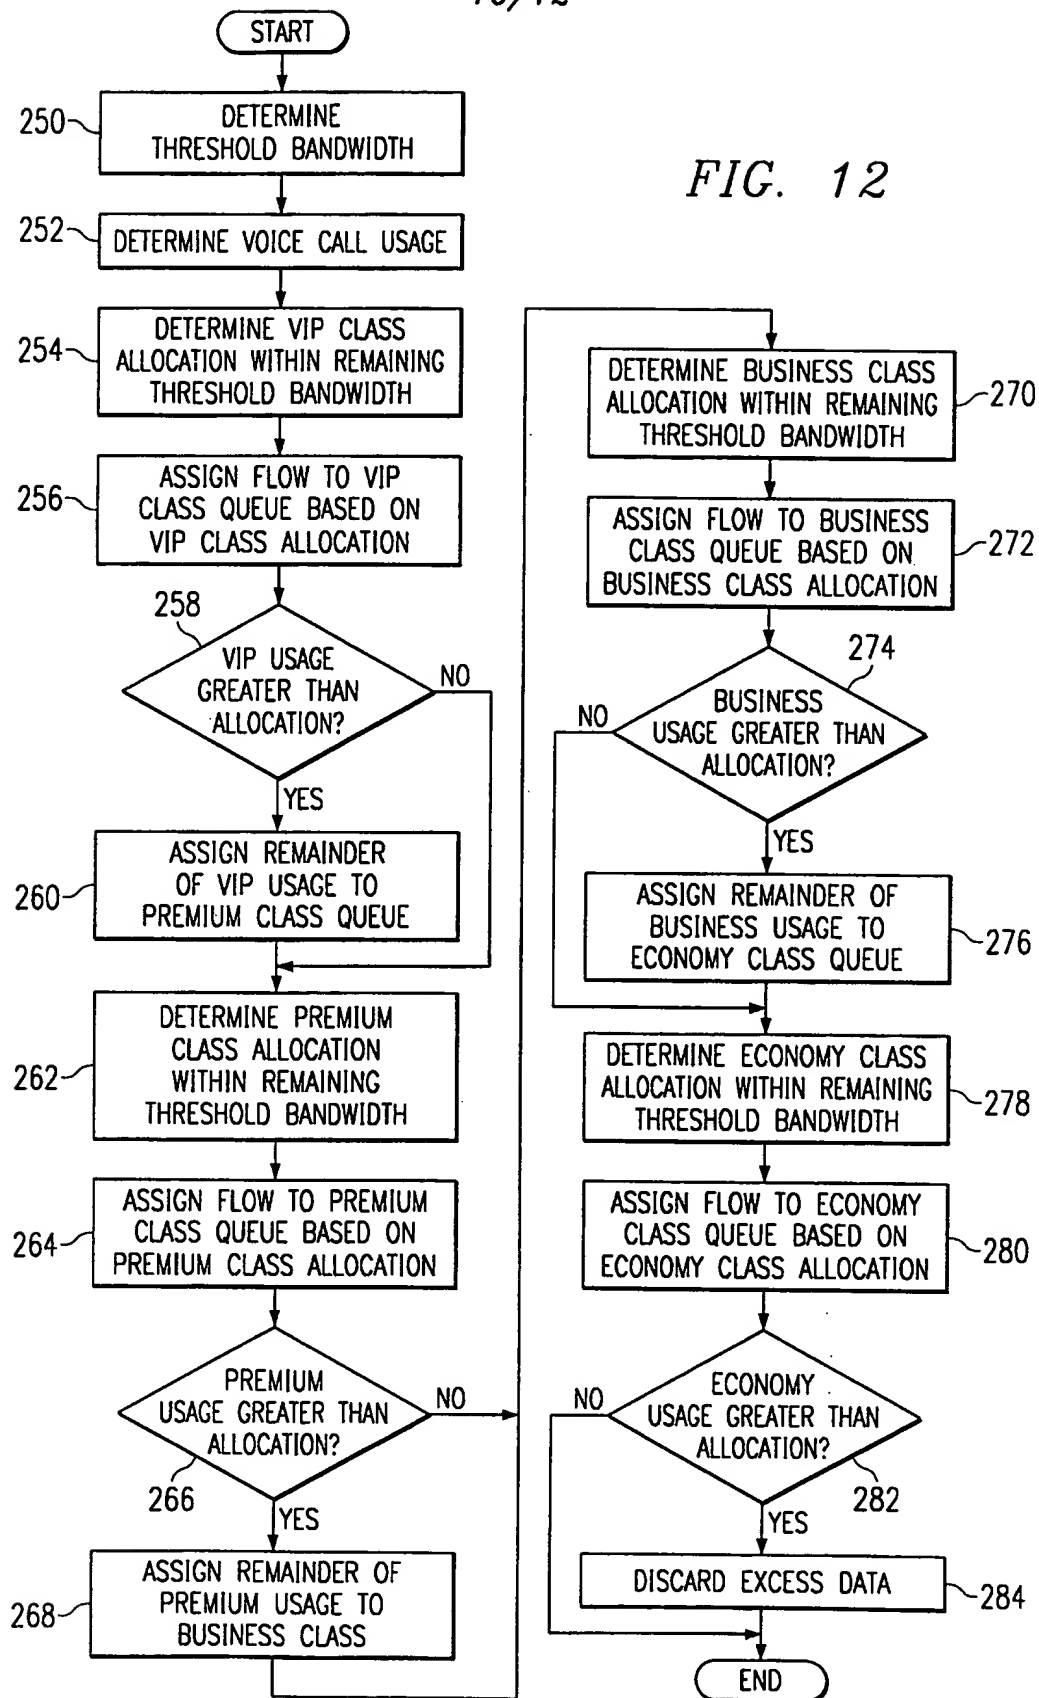 START
250
DETERMINE
THRESHOLD BANDWIDTH
FIG. 12
252
DETERMINE VOICE CALL USAGE
254
DETERMINE VIP CLASS
ALLOCATION WITHIN REMAINING
THRESHOLD BANDWIDTH
256
ASSIGN FLOW TO VIP
CLASS QUEUE BASED ON
VIP CLASS ALLOCATION
258
VIP USAGE
GREATER THAN
ALLOCATION?
NO
YES
260
ASSIGN REMAINDER
OF VIP USAGE TO
PREMIUM CLASS QUEUE
262
DETERMINE PREMIUM
CLASS ALLOCATION
WITHIN REMAINING
THRESHOLD BANDWIDTH
264
ASSIGN FLOW TO PREMIUM
CLASS QUEUE BASED ON
PREMIUM CLASS ALLOCATION
PREMIUM
USAGE GREATER THAN
ALLOCATION?
NO
266
YES
268
ASSIGN REMAINDER OF
PREMIUM USAGE TO
BUSINESS CLASS
DETERMINE BUSINESS CLASS
ALLOCATION WITHIN REMAINING
THRESHOLD BANDWIDTH
270
ASSIGN FLOW TO BUSINESS
CLASS QUEUE BASED ON
BUSINESS CLASS ALLOCATION
272
274
BUSINESS
USAGE GREATER THAN
ALLOCATION?
NO
YES
ASSIGN REMAINDER OF
BUSINESS USAGE TO
ECONOMY CLASS QUEUE
276
DETERMINE ECONOMY CLASS
ALLOCATION WITHIN REMAINING
THRESHOLD BANDWIDTH
278
ASSIGN FLOW TO ECONOMY
CLASS QUEUE BASED ON
ECONOMY CLASS ALLOCATION
280
ECONOMY
USAGE GREATER THAN
ALLOCATION?
NO
282
YES
DISCARD EXCESS DATA
284
END